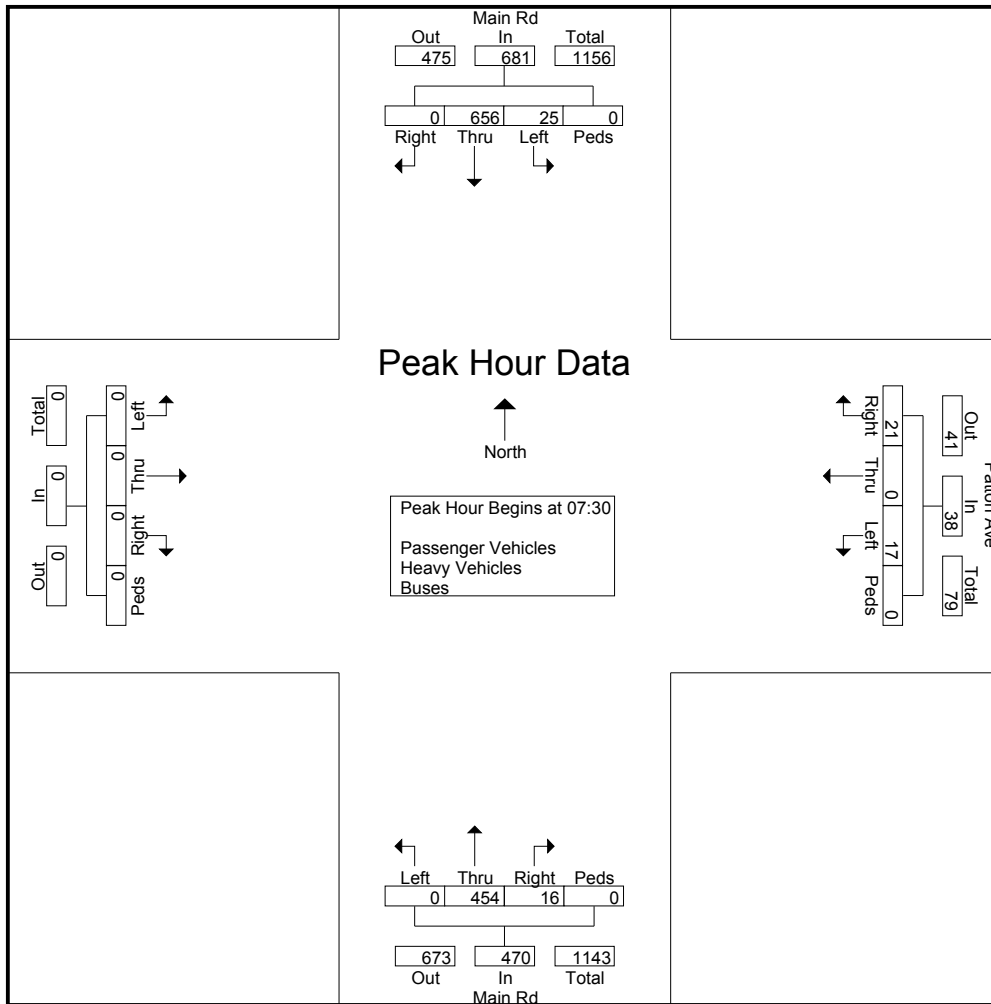 Main Rd
Out In Total
475 681 1156
0 656 25 0
Right Thru Left Peds
Peak Hour Data
North
Peak Hour Begins at 07:30
Passenger Vehicles
Heavy Vehicles
Buses
Total In Out
0 0 0
0 0 0 0
Left Thru Right Peds
Right Thru Left Peds
21 0 17 0
41 38 79
Out In Total
Ave
Left Thru Right Peds
0 454 16 0
673 470 1143
Out In Total
Main Rd